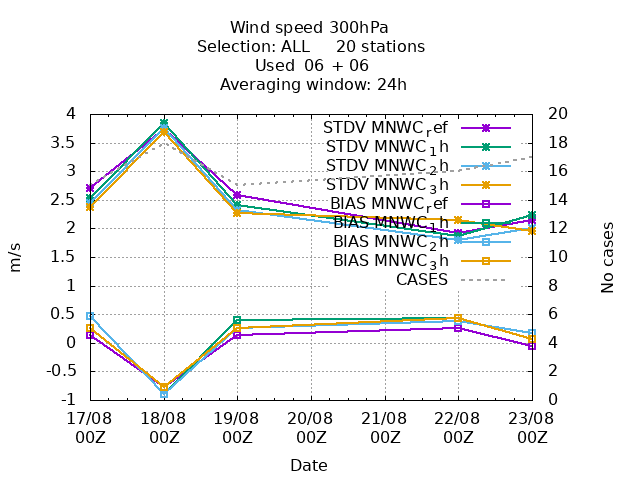 Wind speed 300hPa
Selection: ALL 20 stations
Used 06 + 06
Averaging window: 24h
4 20
3.5 18
3 16
2.5 14
2 12
1.5 10
1 8
0.5 6
0 4
-0.5 2
-1 0
m/s
No cases
STDV MNWC_ref
STDV MNWC_1h
STDV MNWC_2h
STDV MNWC_3h
BIAS MNWC_ref
BIAS MNWC_1h
BIAS MNWC_2h
BIAS MNWC_3h
CASES
17/08 18/08 19/08 20/08 21/08 22/08 23/08
00Z 00Z 00Z 00Z 00Z 00Z 00Z
Date